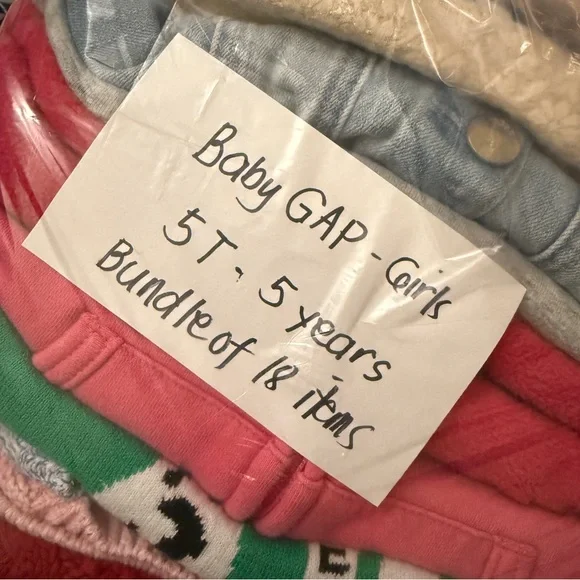 Baby GAP - Girls
5T - 5 years
Bundle of 18 items
E